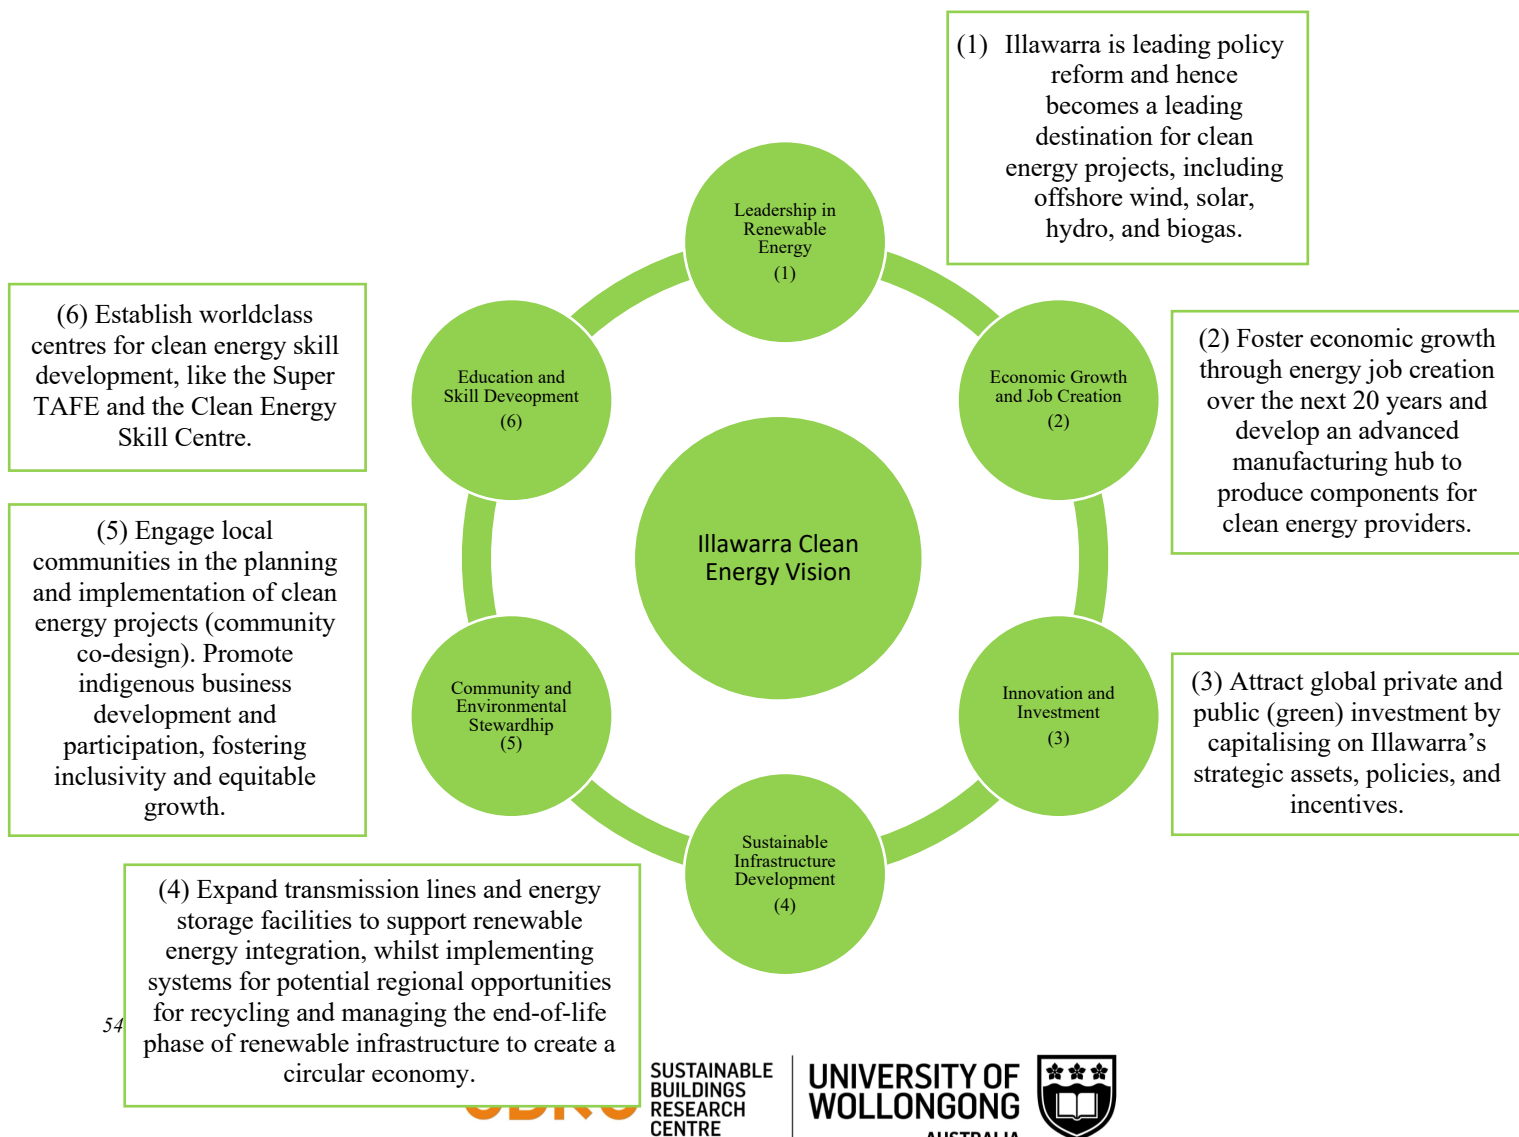 (1) Illawarra is leading policy
reform and hence
becomes a leading
destination for clean
energy projects, including
offshore wind, solar,
hydro, and biogas.
Leadership in
Renewable
Energy
(1)
(6) Establish worldclass
centres for clean energy skill
development, like the Super
TAFE and the Clean Energy
Skill Centre.
Education and
Skill Deveopment
(6)
Economic Growth
and Job Creation
(2)
(2) Foster economic growth
through energy job creation
over the next 20 years and
develop an advanced
manufacturing hub to
produce components for
clean energy providers.
Illawarra Clean
Energy Vision
(5) Engage local
communities in the planning
and implementation of clean
energy projects (community
co-design). Promote
indigenous business
development and
participation, fostering
inclusivity and equitable
growth.
Community and
Environmental
Stewardhip
(5)
Innovation and
Investment
(3)
(3) Attract global private and
public (green) investment by
capitalising on Illawarra’s
strategic assets, policies, and
incentives.
Sustainable
Infrastructure
Development
(4)
(4) Expand transmission lines and energy
storage facilities to support renewable
energy integration, whilst implementing
systems for potential regional opportunities
for recycling and managing the end-of-life
phase of renewable infrastructure to create a
circular economy.
54
SUSTAINABLE
BUILDINGS
RESEARCH
CENTRE
UNIVERSITY OF
WOLLONGONG
AUSTRALIA